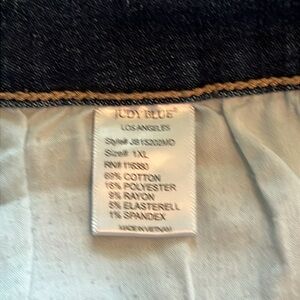 JUDY BLUE
LOS ANGELES
Style# JB15202MD
Size# 1XL
RN# 116380
69% COTTON
16% POLYESTER
9% RAYON
5% ELASTERELL
1% SPANDEX
MADE IN VIETNAM